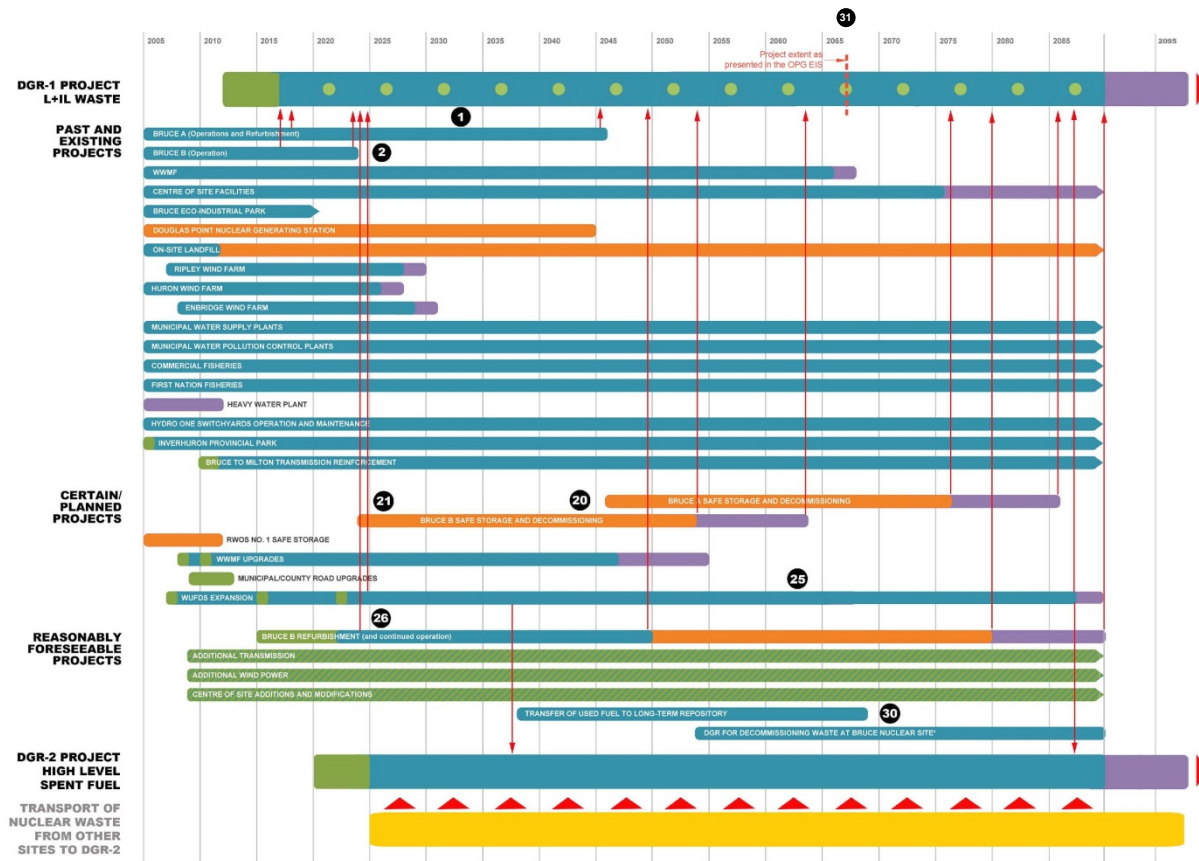 31
2005 2010 2015 2020 2025 2030 2035 2040 2045 2050 2055 2060 2065 2070 2075 2080 2085 2095
Project extent as
presented in the OPG EIS
DGR-1 PROJECT
L+IL WASTE
1
PAST AND
EXISTING
PROJECTS
BRUCE A (Operations and Refurbishment)
BRUCE B (Operation)
2
WWMF
CENTRE OF SITE FACILITIES
BRUCE ECO-INDUSTRIAL PARK
DOUGLAS POINT NUCLEAR GENERATING STATION
ON-SITE LANDFILL
RIPLEY WIND FARM
HURON WIND FARM
ENBRIDGE WIND FARM
MUNICIPAL WATER SUPPLY PLANTS
MUNICIPAL WATER POLLUTION CONTROL PLANTS
COMMERCIAL FISHERIES
FIRST NATION FISHERIES
HEAVY WATER PLANT
HYDRO ONE SWITCHYARDS OPERATION AND MAINTENANCE
INVERHURON PROVINCIAL PARK
BRUCE TO MILTON TRANSMISSION REINFORCEMENT
CERTAIN/
PLANNED
PROJECTS
21
20
BRUCE A SAFE STORAGE AND DECOMMISSIONING
BRUCE B SAFE STORAGE AND DECOMMISSIONING
RWOS NO. 1 SAFE STORAGE
WWMF UPGRADES
MUNICIPAL/COUNTY ROAD UPGRADES
25
WUFDS EXPANSION
26
REASONABLY
FORESEEABLE
PROJECTS
BRUCE B REFURBISHMENT (and continued operation)
ADDITIONAL TRANSMISSION
ADDITIONAL WIND POWER
CENTRE OF SITE ADDITIONS AND MODIFICATIONS
TRANSFER OF USED FUEL TO LONG-TERM REPOSITORY
30
DGR FOR DECOMMISSIONING WASTE AT BRUCE NUCLEAR SITE
DGR-2 PROJECT
HIGH LEVEL
SPENT FUEL
TRANSPORT OF
NUCLEAR WASTE
FROM OTHER
SITES TO DGR-2